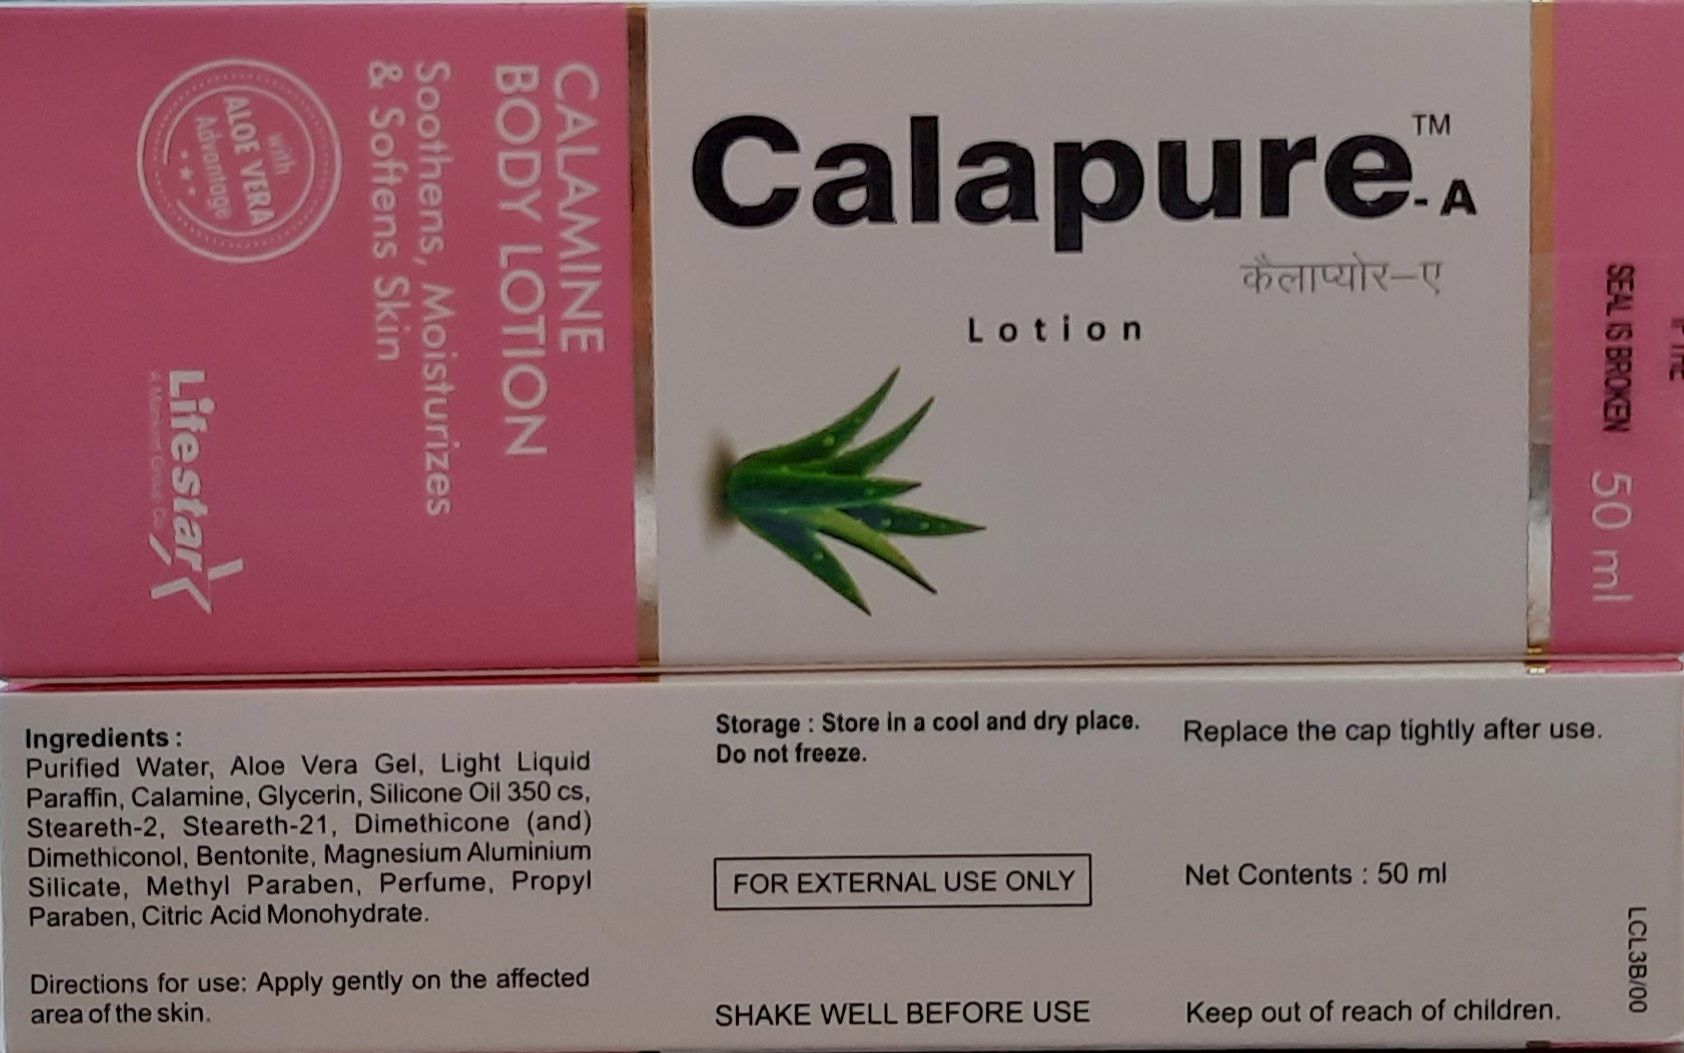 CALAMINE
BODY LOTION
Soothens, Moisturizes
& Softens Skin
with
ALOE VERA
Advantage
Lifestar
A Mankind Group Co.
Calapure™-A
कैलाप्योर–ए
Lotion
IF THE
SEAL IS BROKEN
50 ml
Ingredients :
Purified Water, Aloe Vera Gel, Light Liquid
Paraffin, Calamine, Glycerin, Silicone Oil 350 cs,
Steareth-2, Steareth-21, Dimethicone (and)
Dimethiconol, Bentonite, Magnesium Aluminium
Silicate, Methyl Paraben, Perfume, Propyl
Paraben, Citric Acid Monohydrate.
Directions for use: Apply gently on the affected
area of the skin.
Storage : Store in a cool and dry place.
Do not freeze.
FOR EXTERNAL USE ONLY
SHAKE WELL BEFORE USE
Replace the cap tightly after use.
Net Contents : 50 ml
Keep out of reach of children.
LCL3B/00